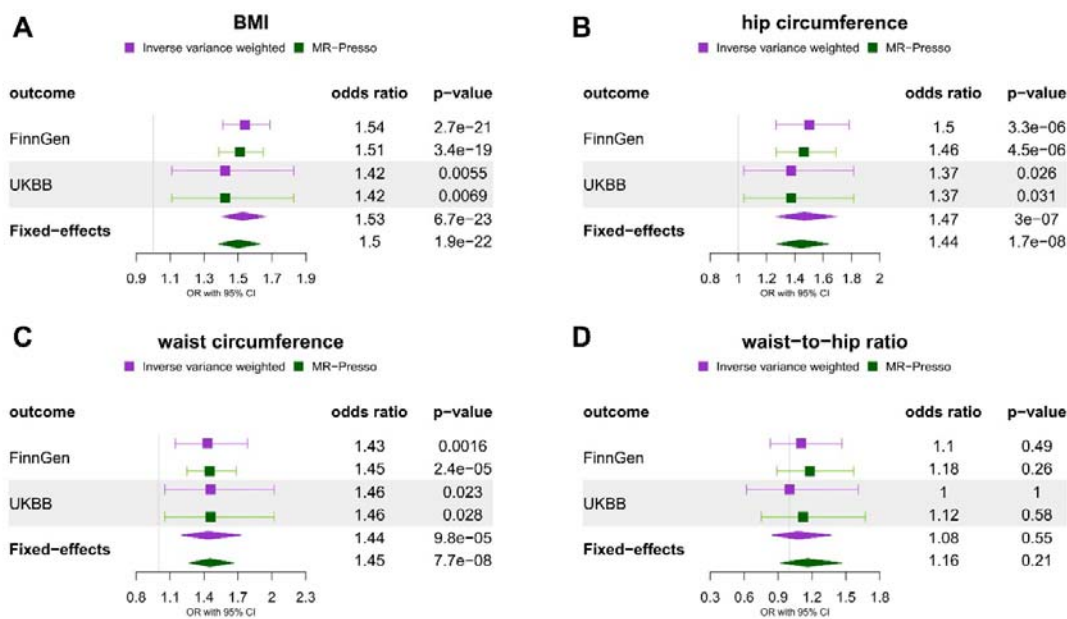 A
BMI
Inverse variance weighted MR-Presso
outcome odds ratio p-value
FinnGen
1.54 2.7e-21
1.51 3.4e-19
UKBB
1.42 0.0055
1.42 0.0069
Fixed-effects
1.53 6.7e-23
1.5 1.9e-22
0.9 1.1 1.3 1.5 1.7 1.9
OR with 95% CI
B
hip circumference
Inverse variance weighted MR-Presso
outcome odds ratio p-value
FinnGen
1.5 3.3e-06
1.46 4.5e-06
UKBB
1.37 0.026
1.37 0.031
Fixed-effects
1.47 3e-07
1.44 1.7e-08
0.8 1 1.2 1.4 1.6 1.8 2
OR with 95% CI
C
waist circumference
Inverse variance weighted MR-Presso
outcome odds ratio p-value
FinnGen
1.43 0.0016
1.45 2.4e-05
UKBB
1.46 0.023
1.46 0.028
Fixed-effects
1.44 9.8e-05
1.45 7.7e-08
0.8 1.1 1.4 1.7 2 2.3
OR with 95% CI
D
waist-to-hip ratio
Inverse variance weighted MR-Presso
outcome odds ratio p-value
FinnGen
1.1 0.49
1.18 0.26
UKBB
1 1
1.12 0.58
Fixed-effects
1.08 0.55
1.16 0.21
0.3 0.6 0.9 1.2 1.5 1.8
OR with 95% CI